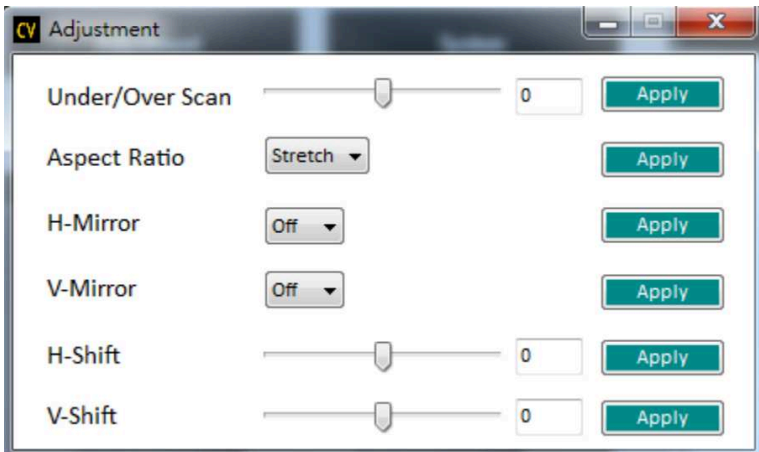 CV Adjustment
Under/Over Scan 0 Apply
Aspect Ratio Stretch Apply
H-Mirror Off Apply
V-Mirror Off Apply
H-Shift 0 Apply
V-Shift 0 Apply